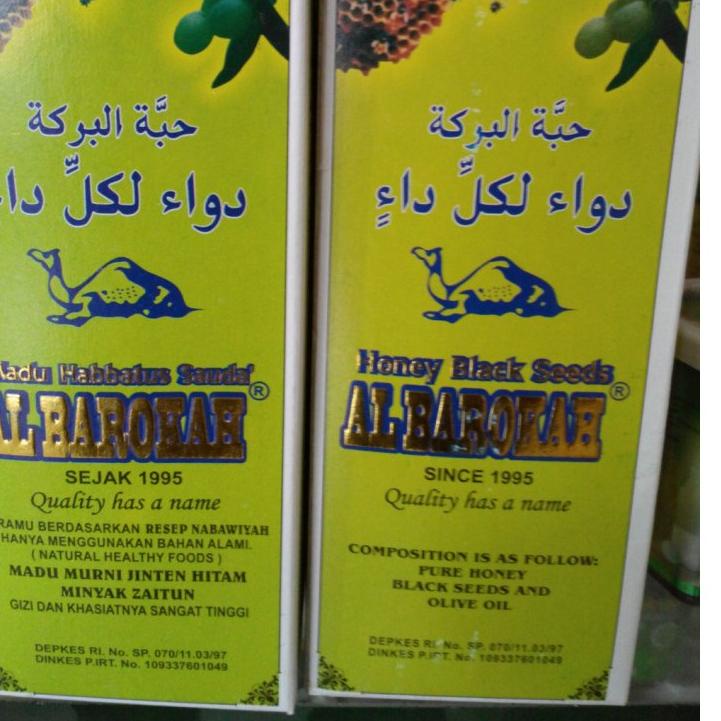 حبَّة البركة
دواء لكلِّ داء
Madu Habbatus Sauda'
AL BAROKAH ®
SEJAK 1995
Quality has a name
RAMU BERDASARKAN RESEP NABAWIYAH
HANYA MENGGUNAKAN BAHAN ALAMI.
( NATURAL HEALTHY FOODS )
MADU MURNI JINTEN HITAM
MINYAK ZAITUN
GIZI DAN KHASIATNYA SANGAT TINGGI
DEPKES RI. No. SP. 070/11.03/97
DINKES P.IRT. No. 109337601049
حبَّة البركة
دواء لكلِّ داءٍ
Honey Black Seeds
AL BAROKAH ®
SINCE 1995
Quality has a name
COMPOSITION IS AS FOLLOW:
PURE HONEY
BLACK SEEDS AND
OLIVE OIL
DEPKES RI. No. SP. 070/11.03/97
DINKES P.IRT. No. 109337601049